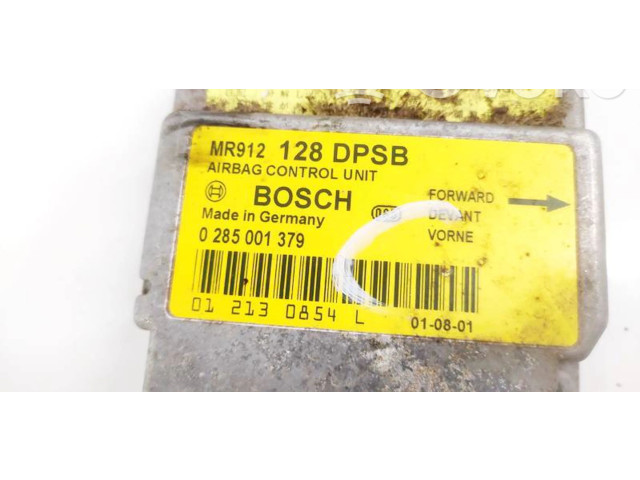 MR912 128 DPSB
AIRBAG CONTROL UNIT
BOSCH
FORWARD
Made in Germany
DEVANT
0 285 001 379
VORNE
01 213 0854 L
01-08-01